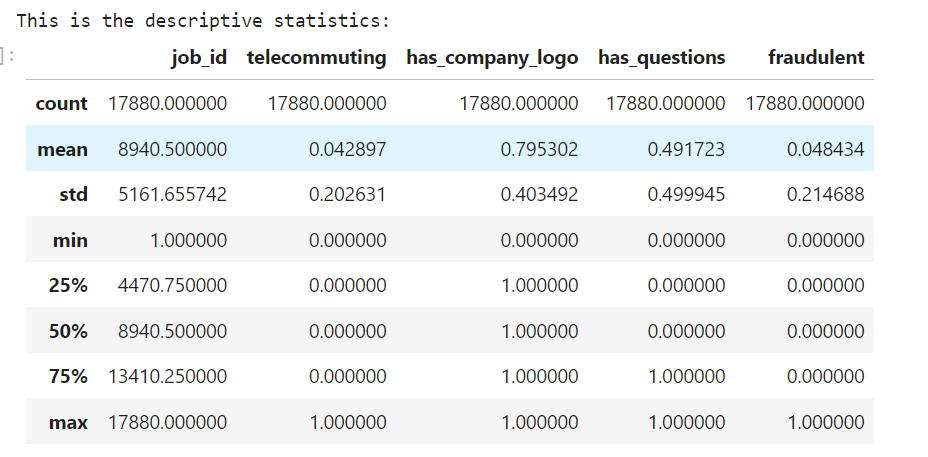 This is the descriptive statistics:
]:
job_id telecommuting has_company_logo has_questions fraudulent
count 17880.000000 17880.000000 17880.000000 17880.000000 17880.000000
mean 8940.500000 0.042897 0.795302 0.491723 0.048434
std 5161.655742 0.202631 0.403492 0.499945 0.214688
min 1.000000 0.000000 0.000000 0.000000 0.000000
25% 4470.750000 0.000000 1.000000 0.000000 0.000000
50% 8940.500000 0.000000 1.000000 0.000000 0.000000
75% 13410.250000 0.000000 1.000000 1.000000 0.000000
max 17880.000000 1.000000 1.000000 1.000000 1.000000